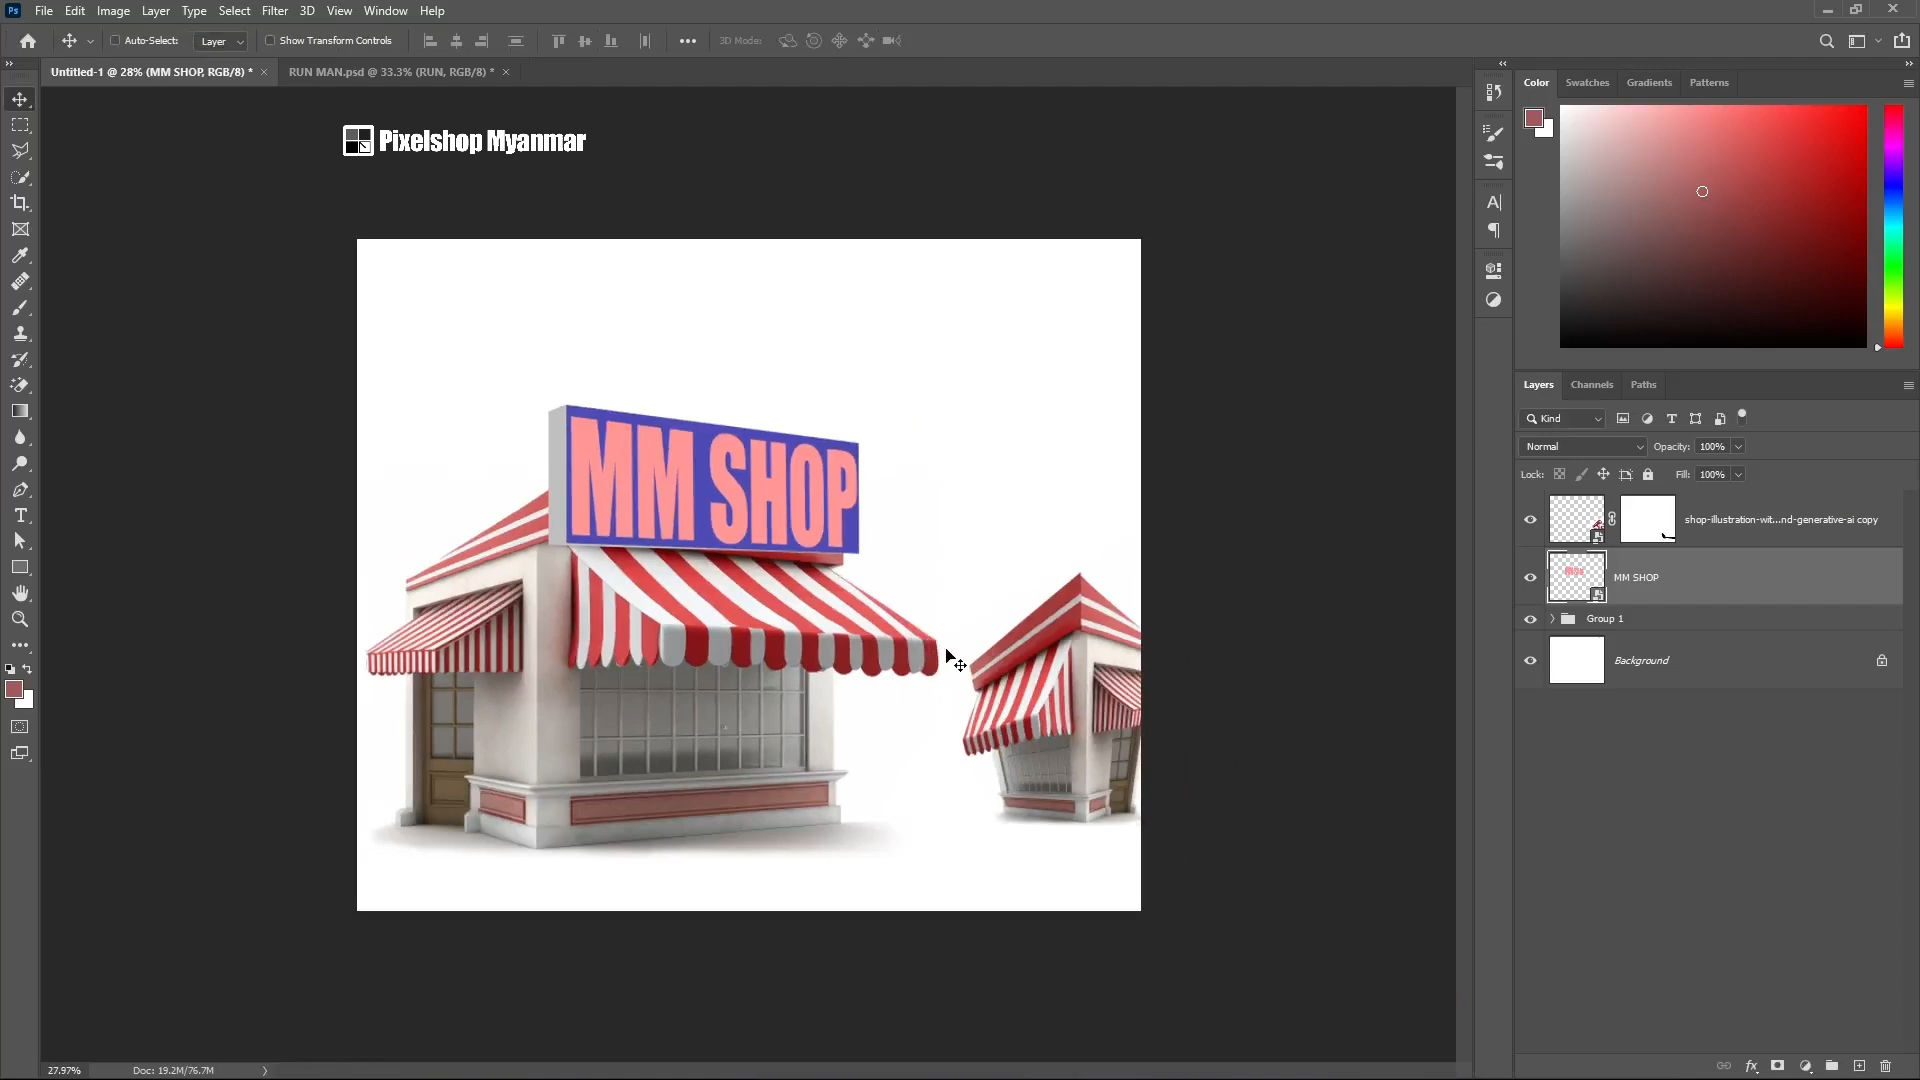 Ps File Edit Image Layer Type Select Filter 3D View Window Help
Auto-Select: Layer Show Transform Controls 3D Mode:
Untitled-1 @ 28% (MM SHOP, RGB/8) * × RUN MAN.psd @ 33.3% (RUN, RGB/8) * ×
Color Swatches Gradients Patterns
Pixelshop Myanmar
MM SHOP
Layers Channels Paths
Kind
Normal Opacity: 100%
Lock: Fill: 100%
shop-illustration-wit...nd-generative-ai copy
MM SHOP
Group 1
Background
27.97% Doc: 19.2M/76.7M